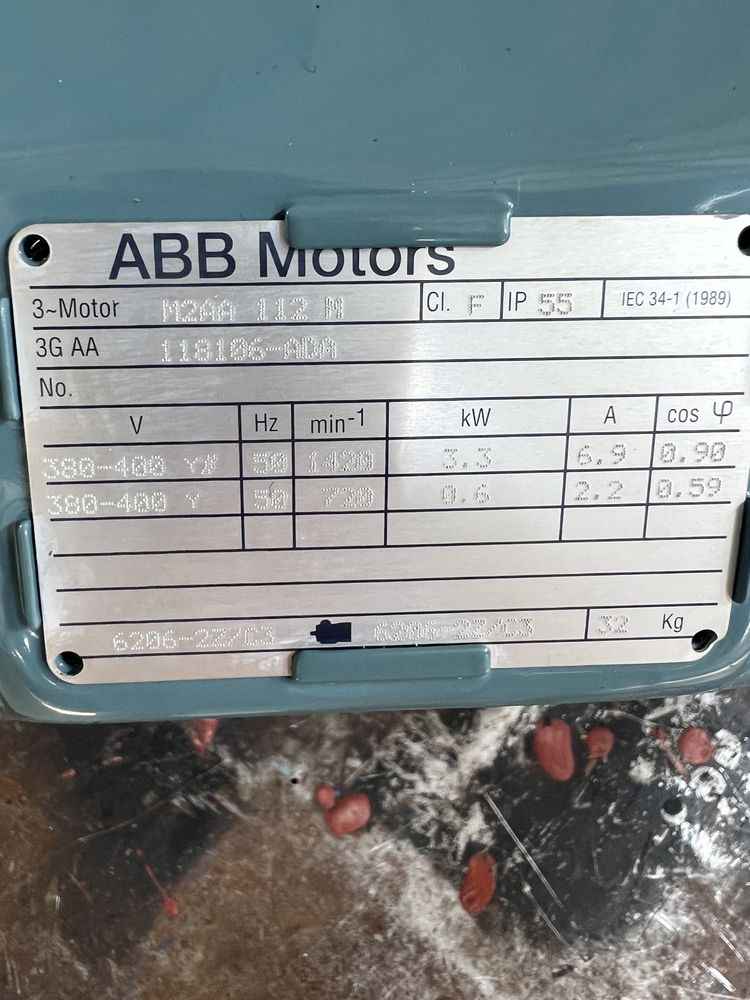 ABB Motors
3~Motor M2AA 112 M Cl. F IP 55 IEC 34-1 (1989)
3G AA 118106-ADA
No.
V Hz min-1 kW A cos φ
380-400 Y 50 1420 3.3 6.9 0.90
380-400 Y 50 720 0.6 2.2 0.59
6206-2Z/C3 6206-2Z/C3 32 Kg